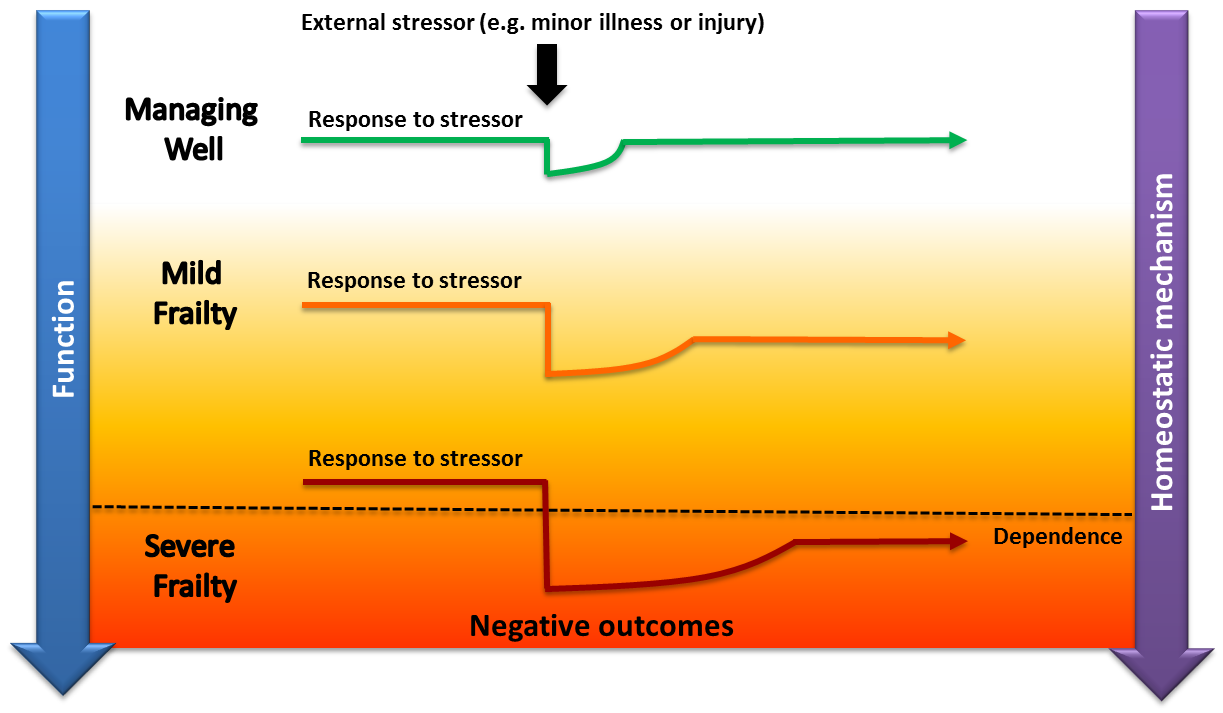 External stressor (e.g. minor illness or injury)
Managing
Well
Response to stressor
Mild
Frailty
Response to stressor
Function
Homeostatic mechanism
Response to stressor
Severe
Frailty
Dependence
Negative outcomes